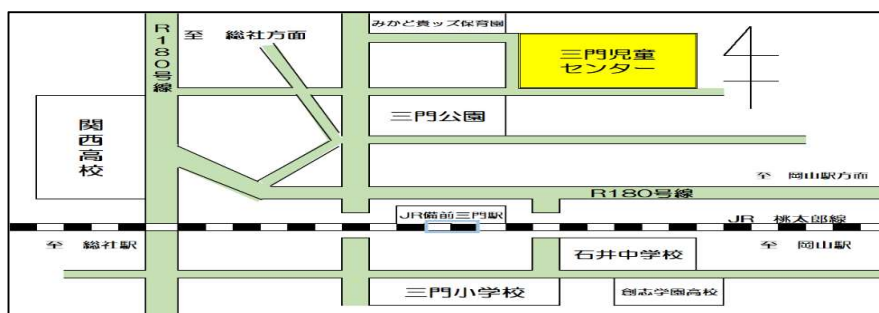 みかど貴ッズ保育園
R180号線
至　総社方面
三門児童
センター
関西高校
三門公園
至　岡山駅方面
R180号線
JR備前三門駅
JR　桃太郎線
至　総社駅
石井中学校
至　岡山駅
三門小学校
創志学園高校